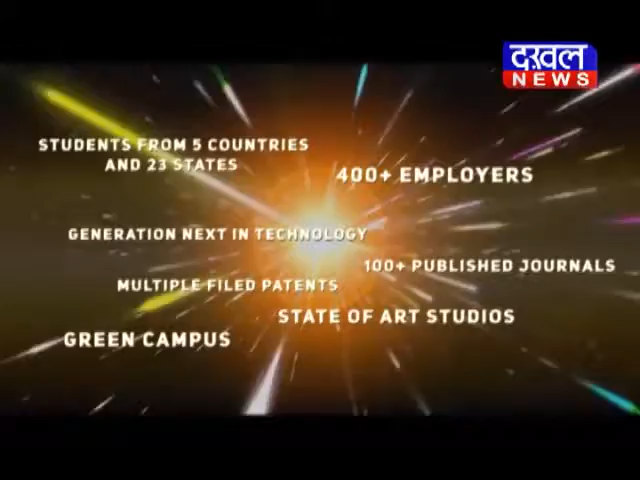 दख़ल
NEWS
STUDENTS FROM 5 COUNTRIES
AND 23 STATES
400+ EMPLOYERS
GENERATION NEXT IN TECHNOLOGY
100+ PUBLISHED JOURNALS
MULTIPLE FILED PATENTS
STATE OF ART STUDIOS
GREEN CAMPUS